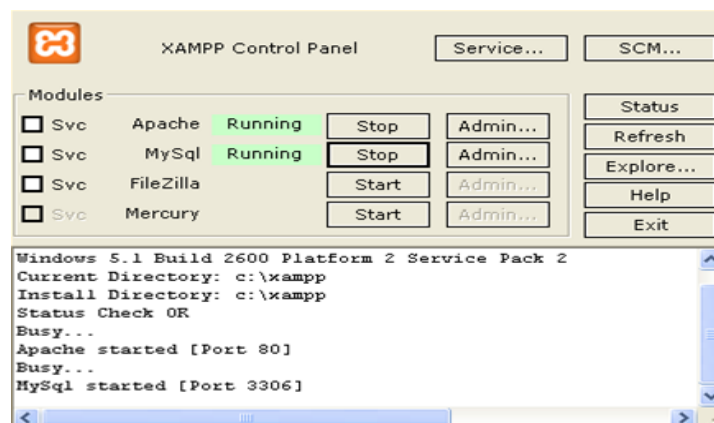 XAMPP Control Panel Service... SCM...
Modules
Svc Apache Running Stop Admin... Status
Svc MySql Running Stop Admin... Refresh
Svc FileZilla Start Admin... Explore...
Svc Mercury Start Admin... Help
Exit
Windows 5.1 Build 2600 Platform 2 Service Pack 2
Current Directory: c:\xampp
Install Directory: c:\xampp
Status Check OK
Busy...
Apache started [Port 80]
Busy...
MySql started [Port 3306]